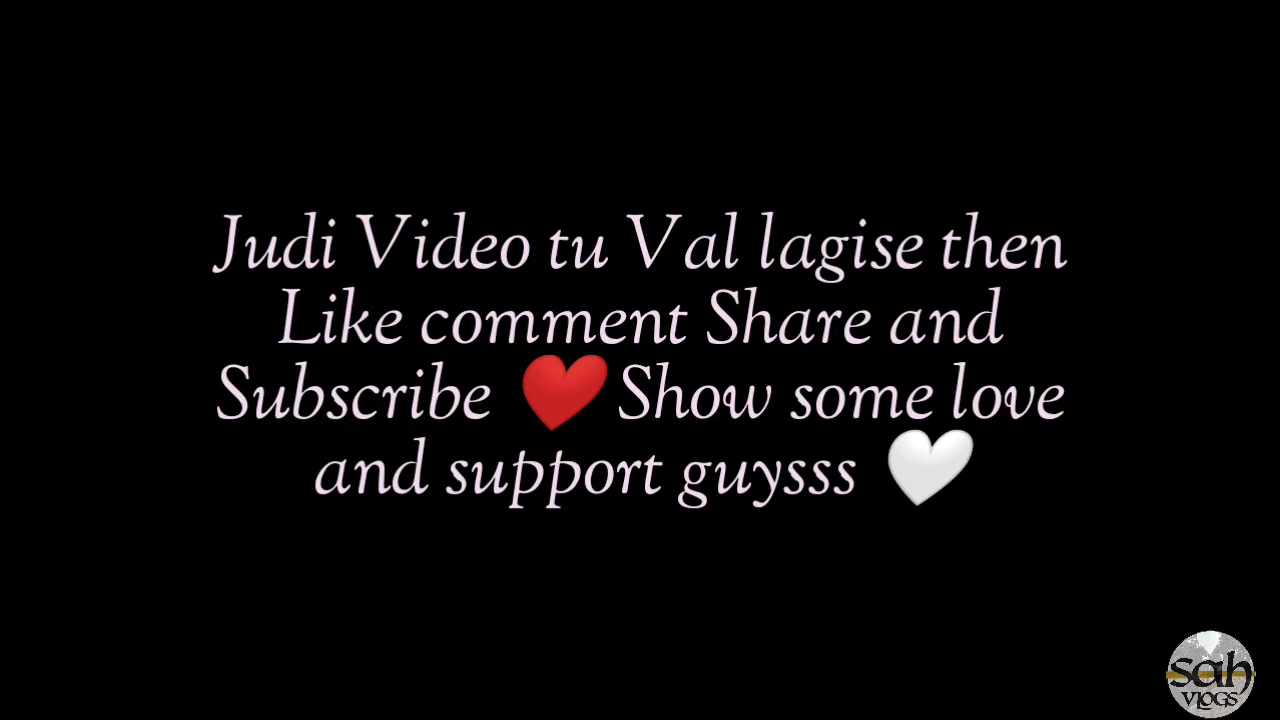 Judi Video tu Val lagise then
Like comment Share and
Subscribe ❤️Show some love
and support guysss 🤍
sah
VLOGS